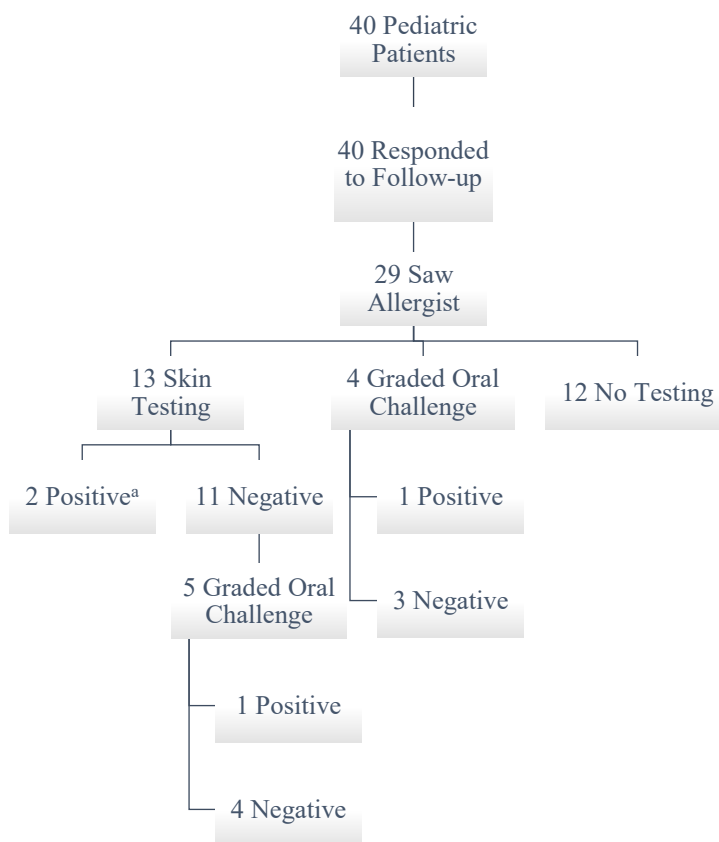 40 Pediatric
Patients
40 Responded
to Follow-up
29 Saw
Allergist
13 Skin
Testing
4 Graded Oral
Challenge
12 No Testing
2 Positiveᵃ
11 Negative
1 Positive
5 Graded Oral
Challenge
3 Negative
1 Positive
4 Negative